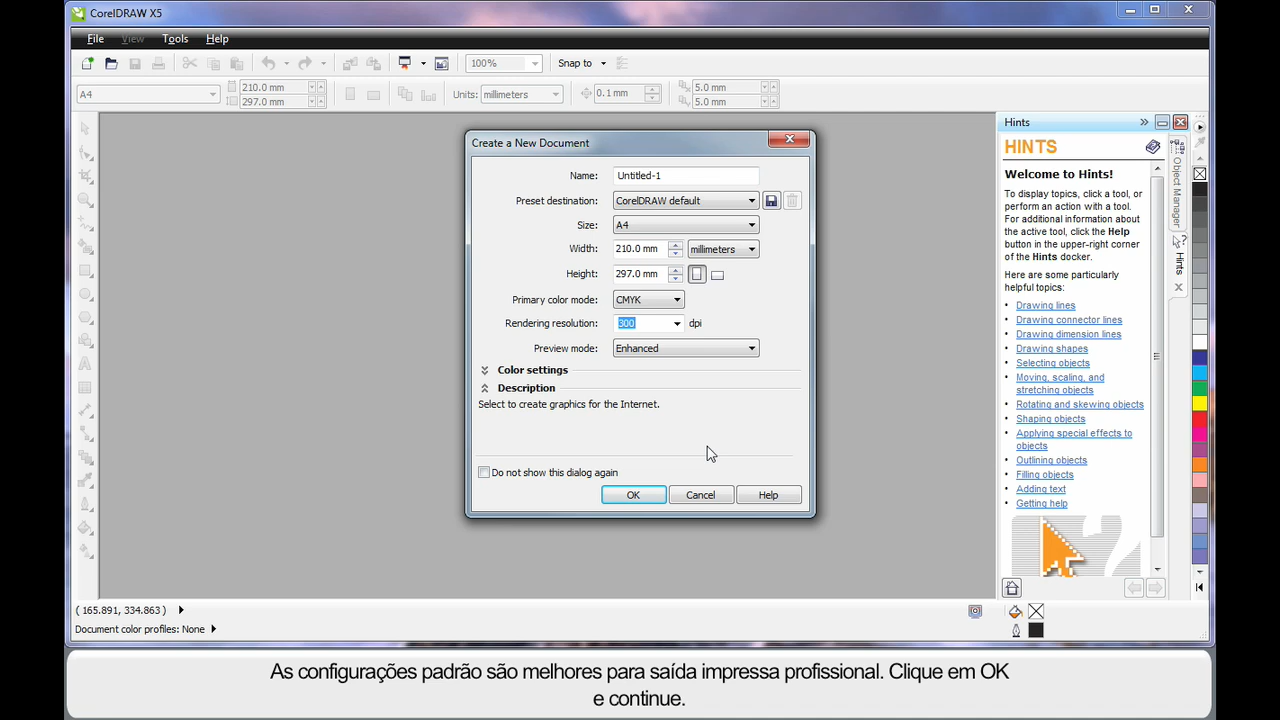 CorelDRAW X5
File View Tools Help
100% Snap to
A4 210.0 mm 297.0 mm Units: millimeters 0.1 mm 5.0 mm 5.0 mm
Create a New Document
Name: Untitled-1
Preset destination: CorelDRAW default
Size: A4
Width: 210.0 mm millimeters
Height: 297.0 mm
Primary color mode: CMYK
Rendering resolution: 300 dpi
Preview mode: Enhanced
Color settings
Description
Select to create graphics for the Internet.
Do not show this dialog again
OK Cancel Help
Hints
HINTS
Welcome to Hints!
To display topics, click a tool, or
perform an action with a tool.
For additional information about
the active tool, click the Help
button in the upper-right corner
of the Hints docker.
Here are some particularly
helpful topics:
• Drawing lines
• Drawing connector lines
• Drawing dimension lines
• Drawing shapes
• Selecting objects
• Moving, scaling, and
stretching objects
• Rotating and skewing objects
• Shaping objects
• Applying special effects to
objects
• Outlining objects
• Filling objects
• Adding text
• Getting help
Object Manager
Hints
( 165.891, 334.863 )
Document color profiles: None
As configurações padrão são melhores para saída impressa profissional. Clique em OK
e continue.